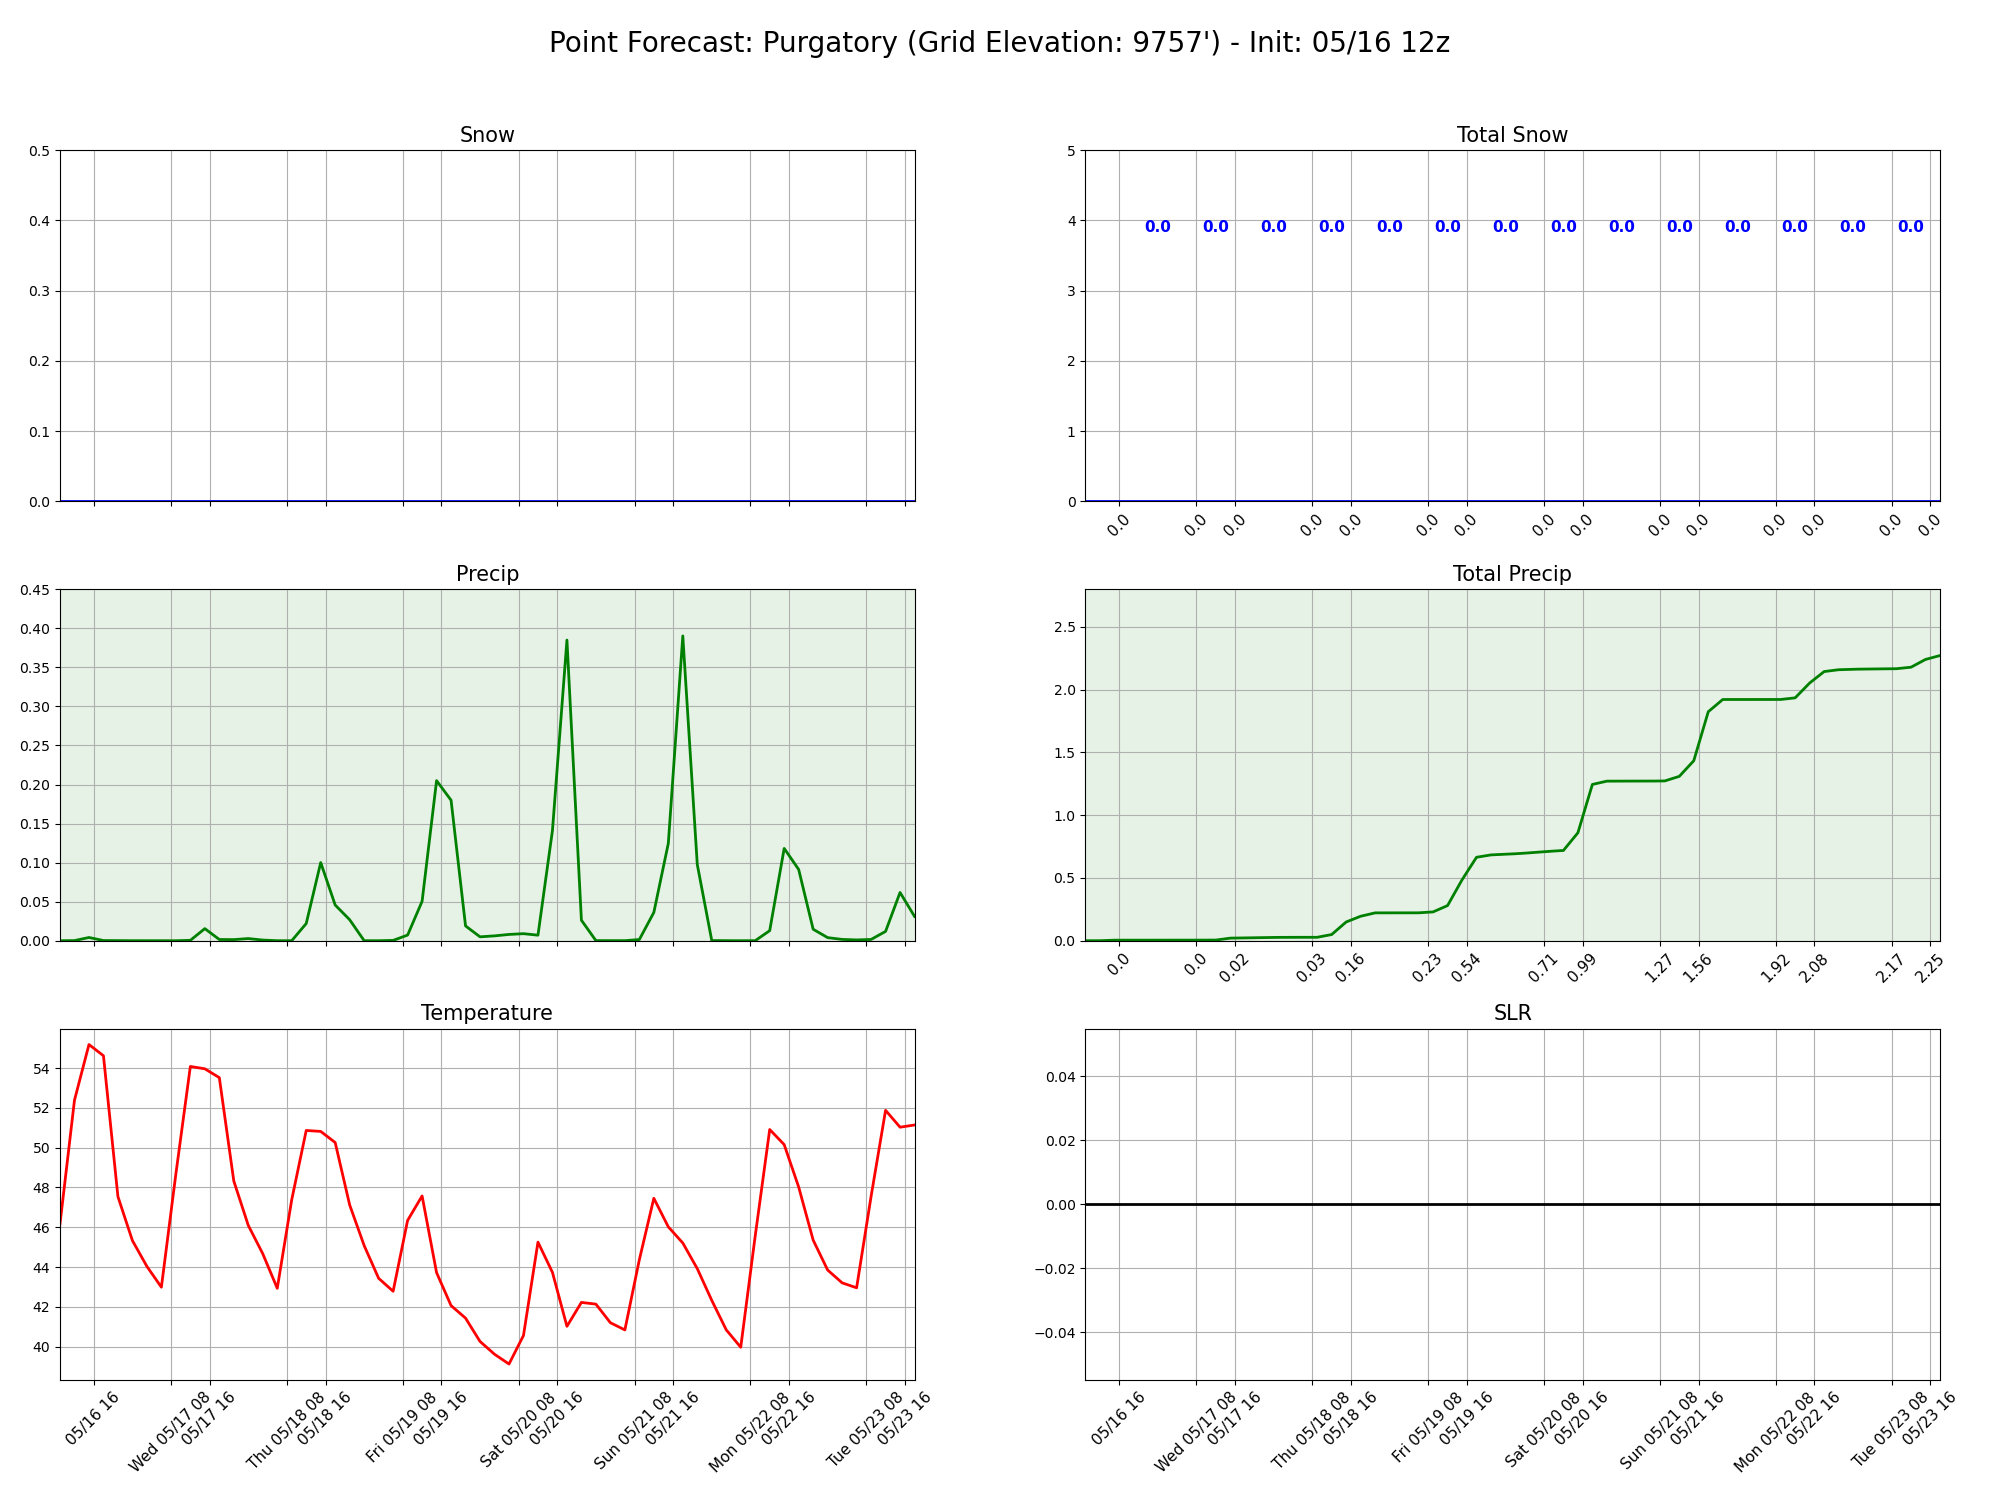 Point Forecast: Purgatory (Grid Elevation: 9757') - Init: 05/16 12z
Snow
0.5
0.4
0.3
0.2
0.1
0.0
Total Snow
5
4
3
2
1
0
0.0 0.0 0.0 0.0 0.0 0.0 0.0 0.0 0.0 0.0 0.0 0.0 0.0 0.0
0.0 0.0 0.0 0.0 0.0 0.0 0.0 0.0 0.0 0.0 0.0 0.0 0.0 0.0 0.0
Precip
0.45
0.40
0.35
0.30
0.25
0.20
0.15
0.10
0.05
0.00
Total Precip
2.5
2.0
1.5
1.0
0.5
0.0
0.0 0.0 0.02 0.03 0.16 0.23 0.54 0.71 0.99 1.27 1.56 1.92 2.08 2.17 2.25
Temperature
54
52
50
48
46
44
42
40
05/16 16
Wed 05/17 08
05/17 16
Thu 05/18 08
05/18 16
Fri 05/19 08
05/19 16
Sat 05/20 08
05/20 16
Sun 05/21 08
05/21 16
Mon 05/22 08
05/22 16
Tue 05/23 08
05/23 16
SLR
0.04
0.02
0.00
−0.02
−0.04
05/16 16
Wed 05/17 08
05/17 16
Thu 05/18 08
05/18 16
Fri 05/19 08
05/19 16
Sat 05/20 08
05/20 16
Sun 05/21 08
05/21 16
Mon 05/22 08
05/22 16
Tue 05/23 08
05/23 16